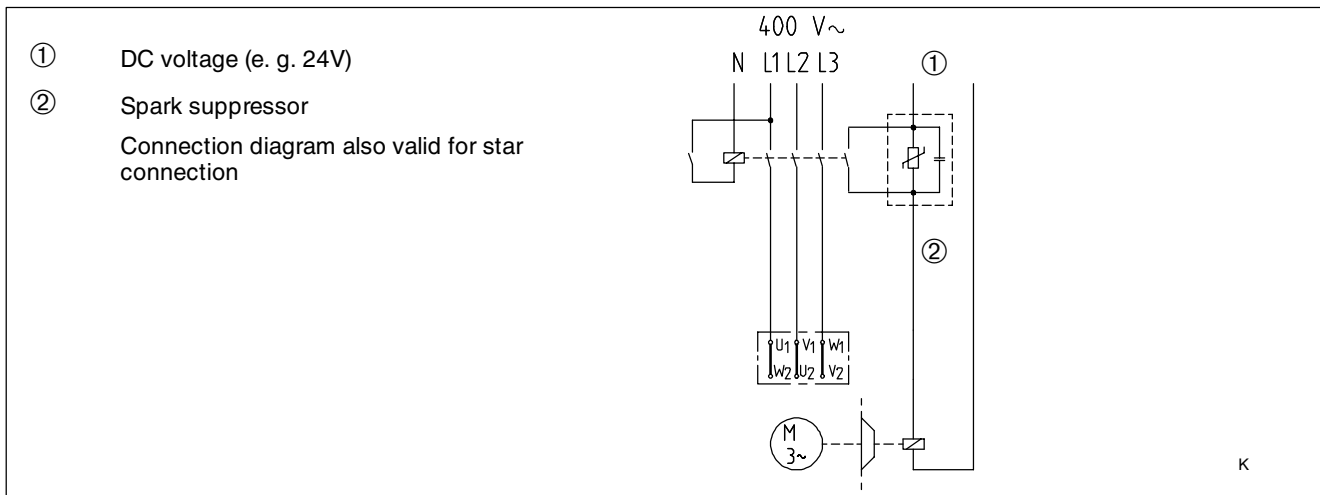 ① DC voltage (e. g. 24V)
② Spark suppressor
Connection diagram also valid for star
connection
400 V~
N L1 L2 L3 ①
②
U1 V1 W1
W2 U2 V2
M
3~
K